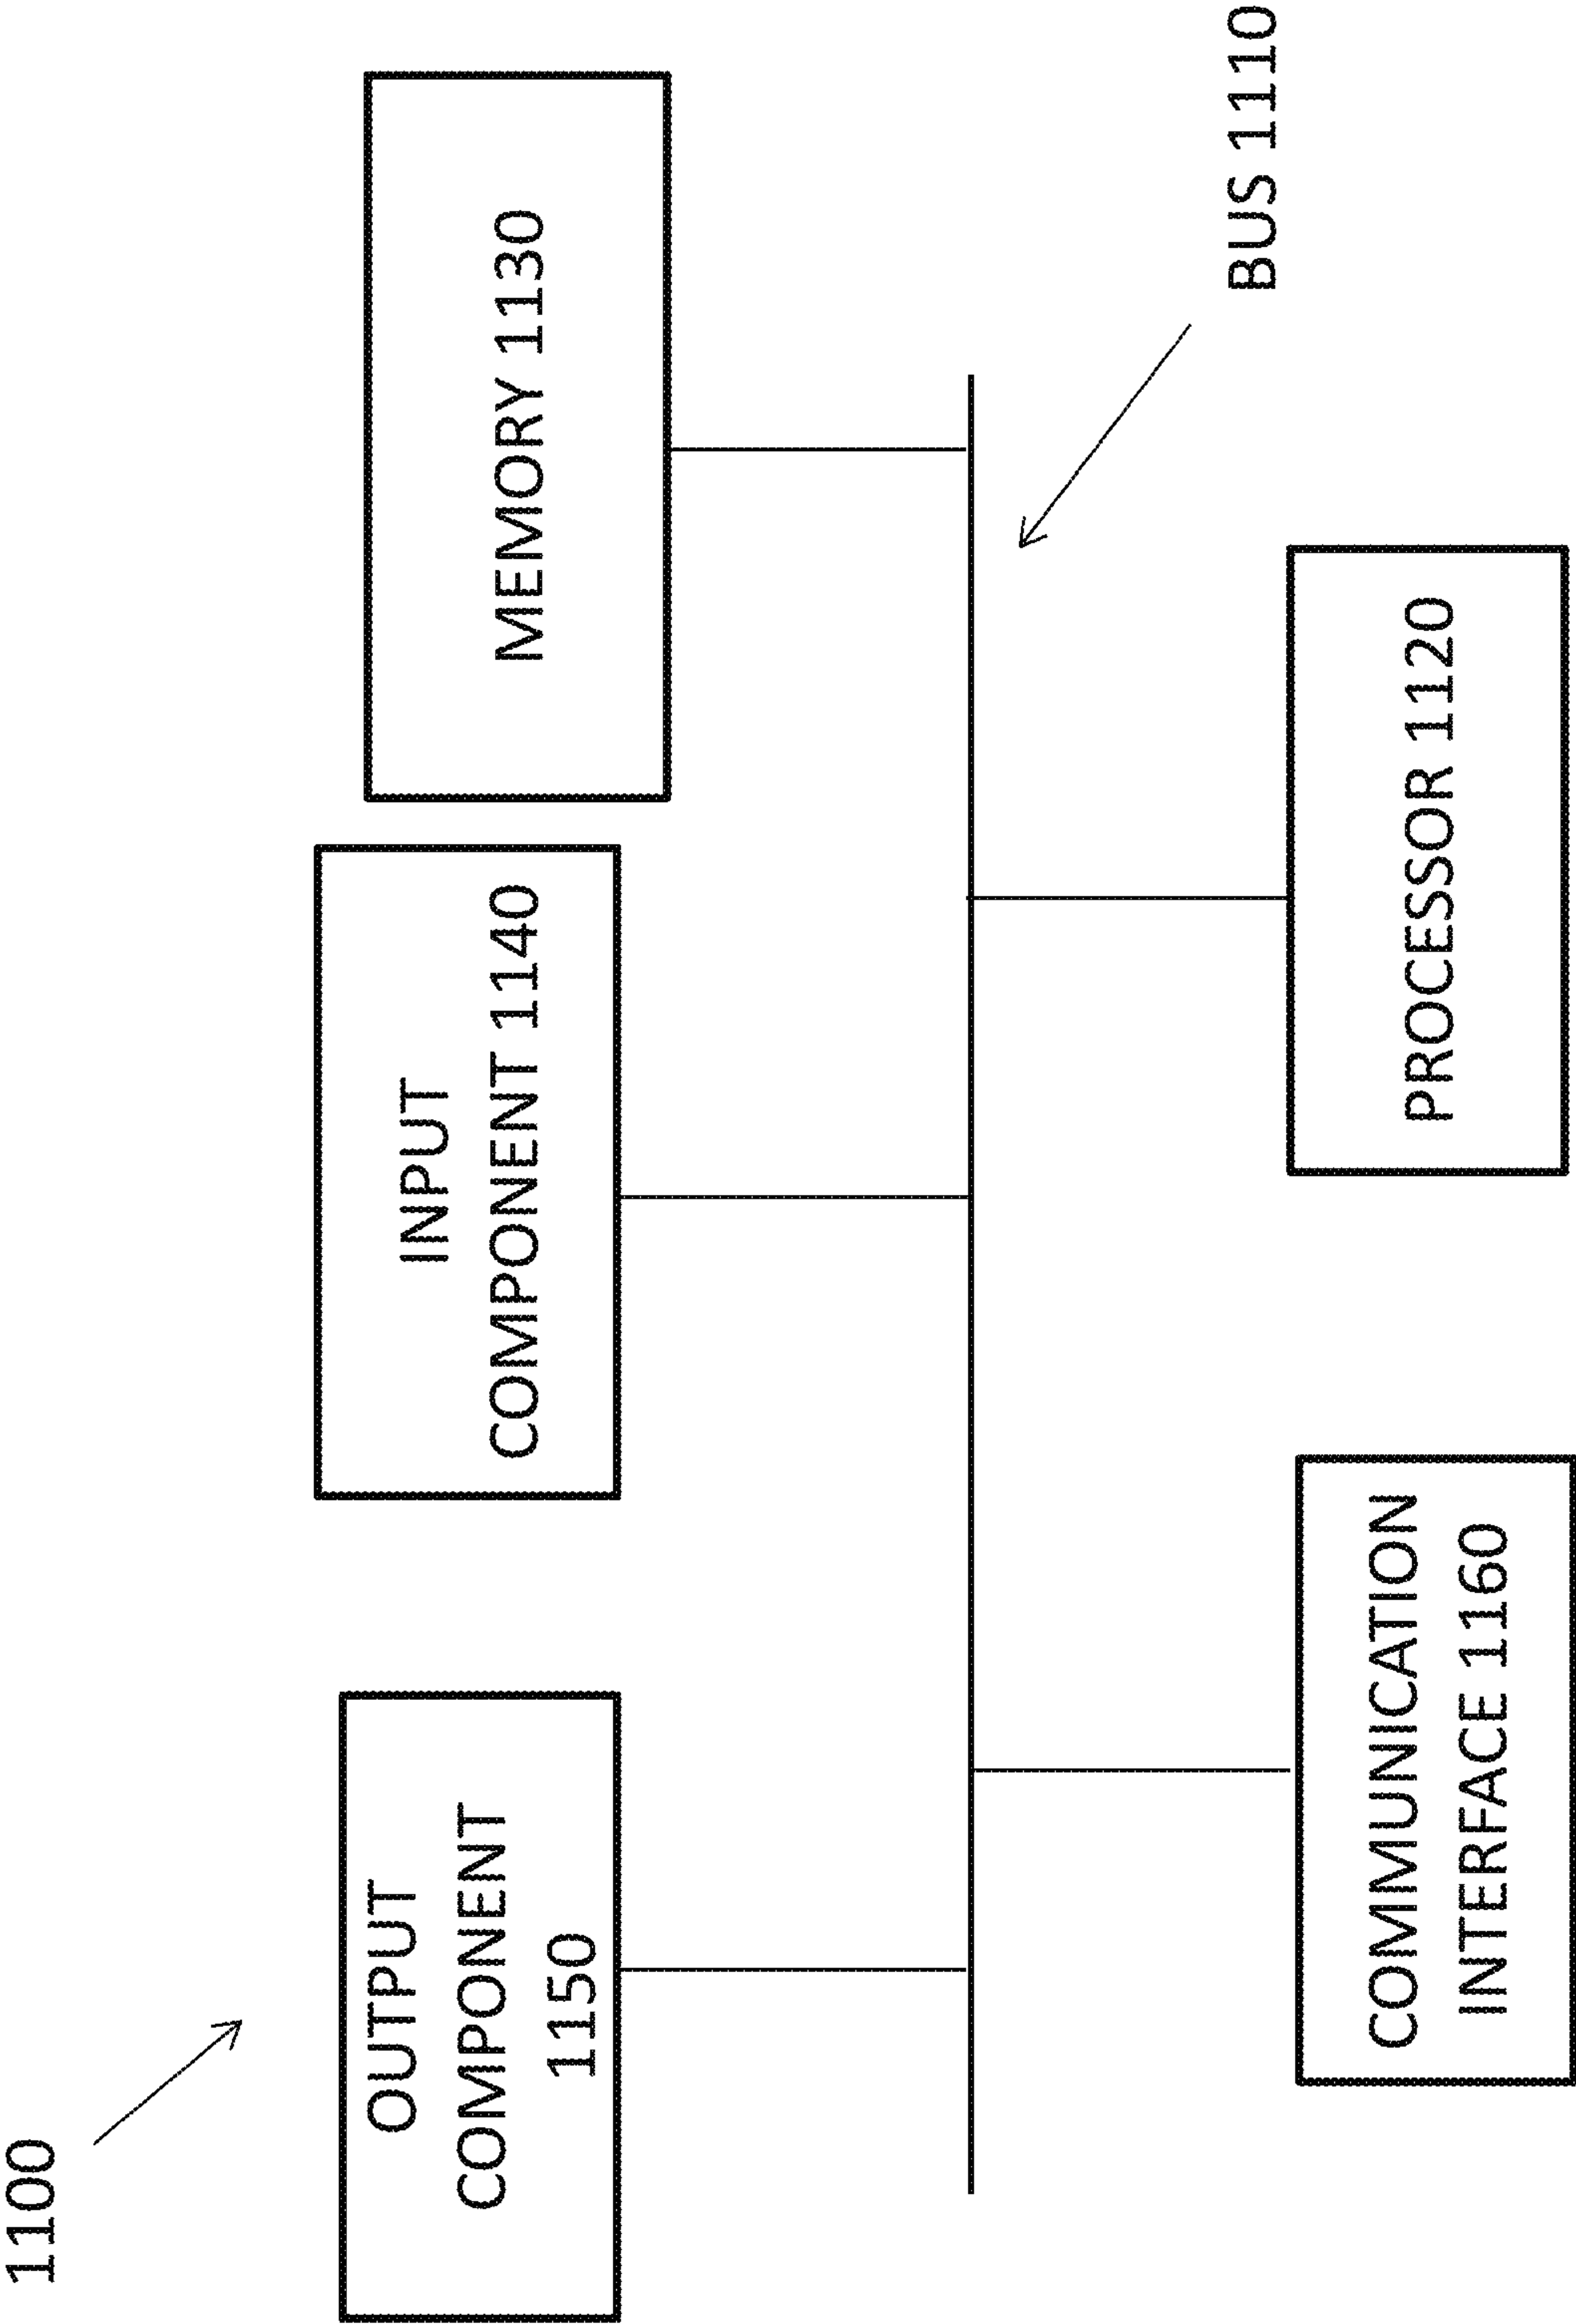 1100
OUTPUT
COMPONENT
1150
INPUT
COMPONENT 1140
MEMORY 1130
COMMUNICATION
INTERFACE 1160
PROCESSOR 1120
BUS 1110